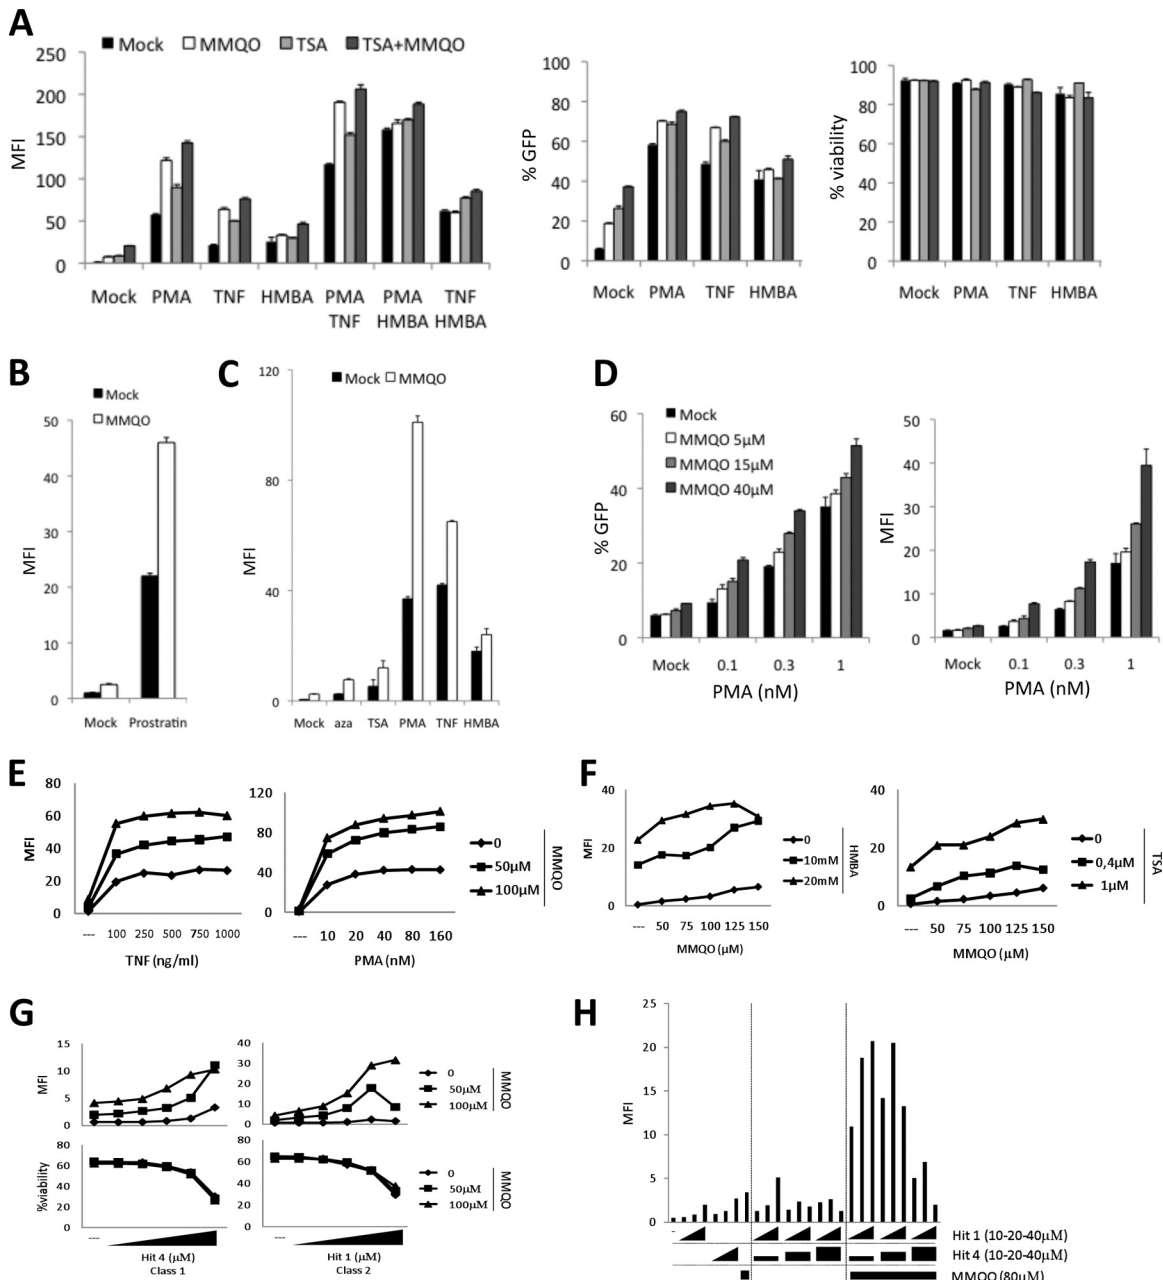 A
Mock MMQO TSA TSA+MMQO
250
200
150
100
50
0
MFI
Mock PMA TNF HMBA PMA PMA TNF
TNF HMBA HMBA
100
80
60
40
20
0
% GFP
Mock PMA TNF HMBA
100
80
60
40
20
0
% viability
Mock PMA TNF HMBA
B
Mock
MMQO
50
40
30
20
10
0
MFI
Mock Prostratin
C
Mock MMQO
120
80
40
0
MFI
Mock aza TSA PMA TNF HMBA
D
Mock
MMQO 5µM
MMQO 15µM
MMQO 40µM
60
40
20
0
% GFP
Mock 0.1 0.3 1
PMA (nM)
50
40
30
20
10
0
MFI
Mock 0.1 0.3 1
PMA (nM)
E
80
60
40
20
0
MFI
--- 100 250 500 750 1000
TNF (ng/ml)
120
80
40
0
--- 10 20 40 80 160
PMA (nM)
0
50µM
100µM
MMQO
F
40
20
0
MFI
--- 50 75 100 125 150
MMQO (µM)
0
10mM
20mM
HMBA
40
20
0
--- 50 75 100 125 150
MMQO (µM)
0
0,4µM
1µM
TSA
G
15
10
5
0
MFI
40
30
20
10
0
0
50µM
100µM
MMQO
80
60
40
20
0
%viability
80
60
40
20
0
0
50µM
100µM
MMQO
---
Hit 4 (µM)
Class 1
---
Hit 1 (µM)
Class 2
H
25
20
15
10
5
0
MFI
-
Hit 1 (10-20-40µM)
Hit 4 (10-20-40µM)
MMQO (80µM)